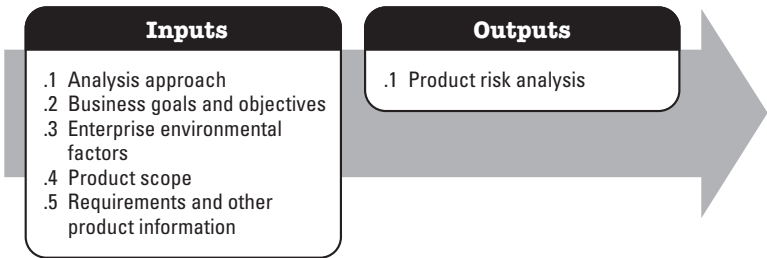 Inputs
.1 Analysis approach
.2 Business goals and objectives
.3 Enterprise environmental
factors
.4 Product scope
.5 Requirements and other
product information
Outputs
.1 Product risk analysis